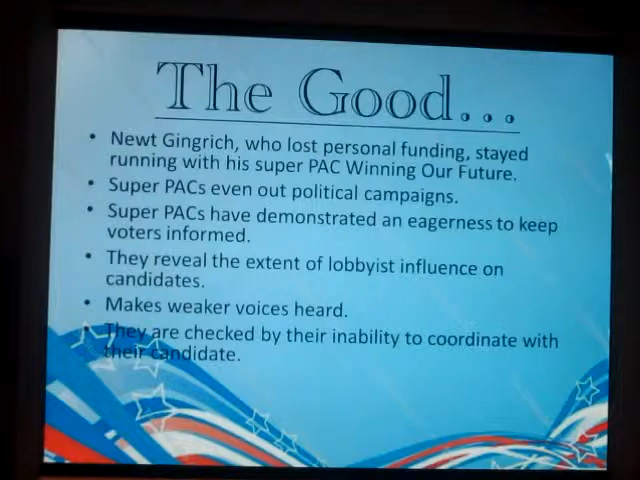 The Good...
• Newt Gingrich, who lost personal funding, stayed
running with his super PAC Winning Our Future.
• Super PACs even out political campaigns.
• Super PACs have demonstrated an eagerness to keep
voters informed.
• They reveal the extent of lobbyist influence on
candidates.
• Makes weaker voices heard.
• They are checked by their inability to coordinate with
their candidate.